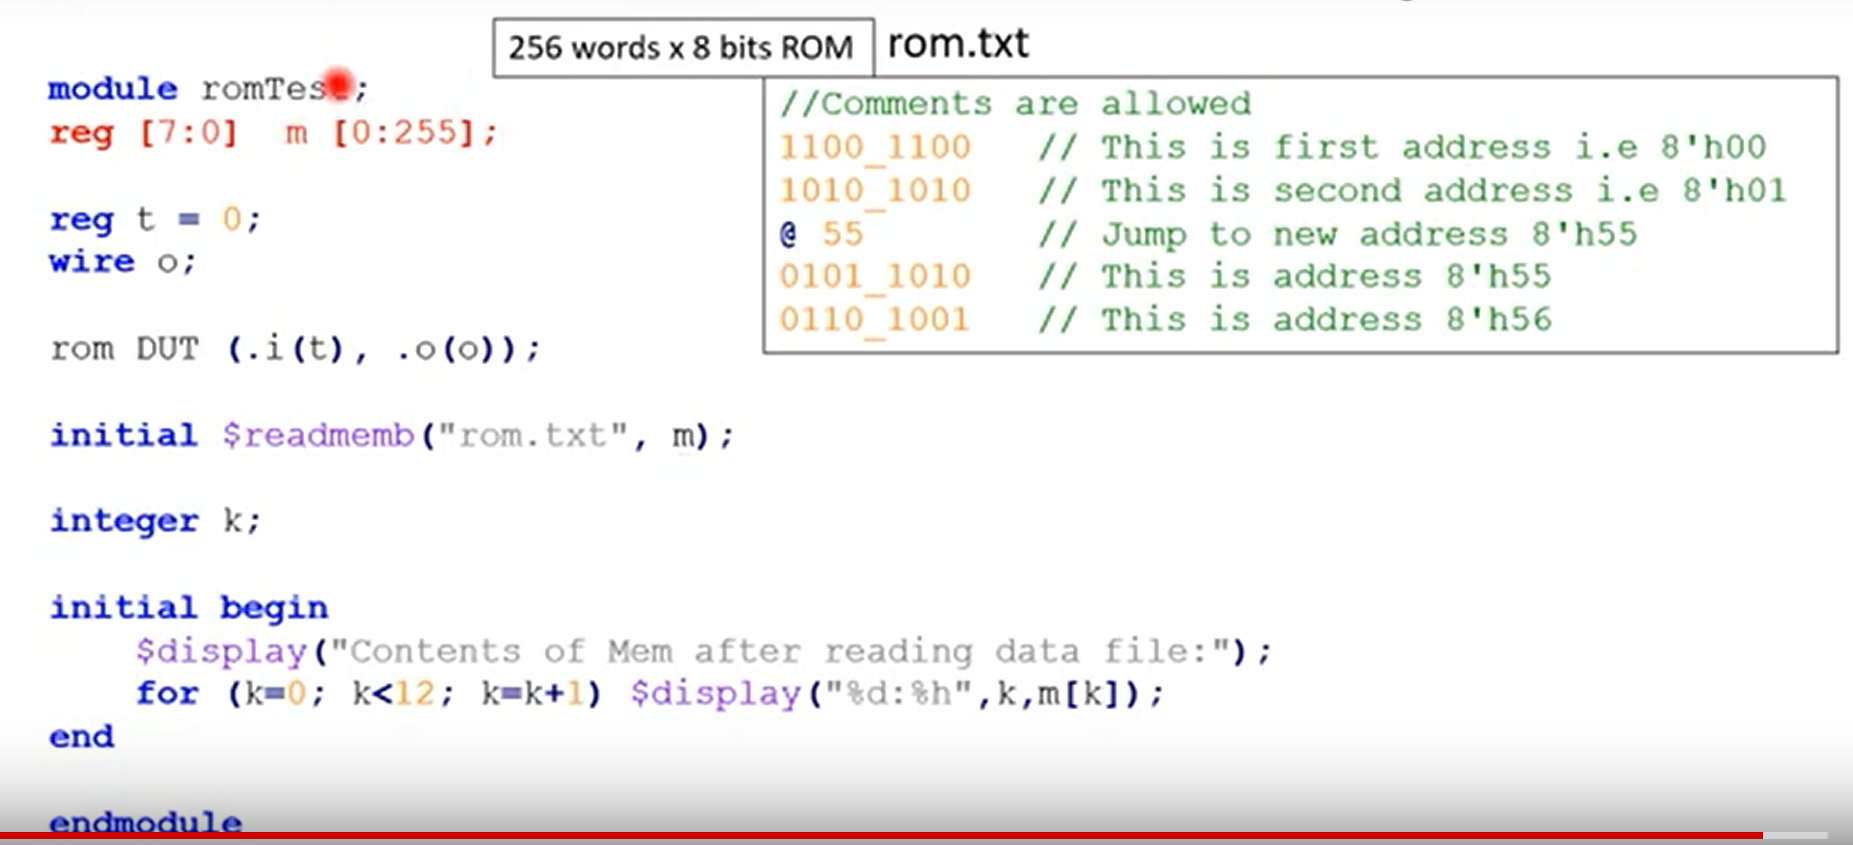 256 words x 8 bits ROM
rom.txt
module romTes ;
reg [7:0]  m [0:255];
reg t = 0;
wire o;
rom DUT (.i(t), .o(o));
initial $readmemb("rom.txt", m);
integer k;
initial begin
    $display("Contents of Mem after reading data file:");
    for (k=0; k<12; k=k+1) $display("%d:%h",k,m[k]);
end
endmodule
//Comments are allowed
1100_1100   // This is first address i.e 8'h00
1010_1010   // This is second address i.e 8'h01
@ 55        // Jump to new address 8'h55
0101_1010   // This is address 8'h55
0110_1001   // This is address 8'h56